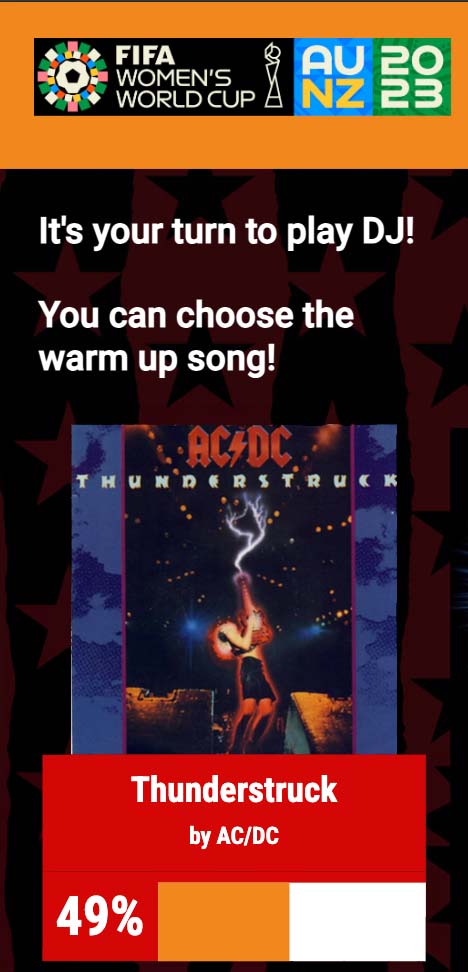 FIFA
WOMEN'S
WORLD CUP
AU
NZ
20
23
It's your turn to play DJ!
You can choose the
warm up song!
AC DC
THUNDERSTRUCK
Thunderstruck
by AC/DC
49%